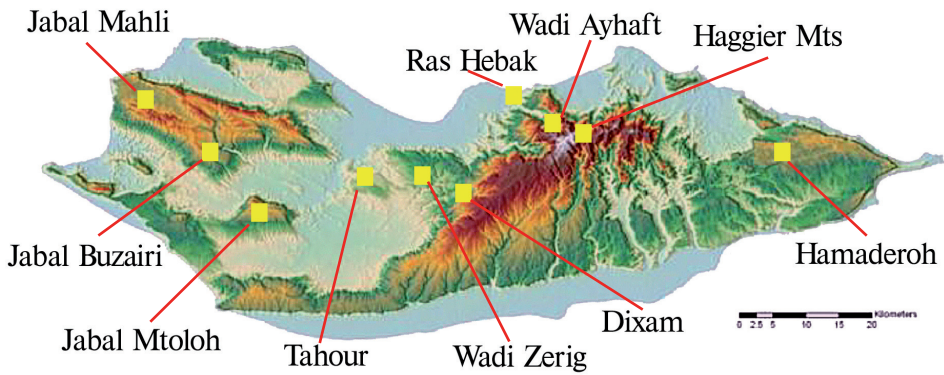 Jabal Mahli
Wadi Ayhaft
Haggier Mts
Ras Hebak
Jabal Buzairi
Hamaderoh
Jabal Mtoloh
Tahour
Wadi Zerig
Dixam
Kilometers
0 2.5 5 10 15 20